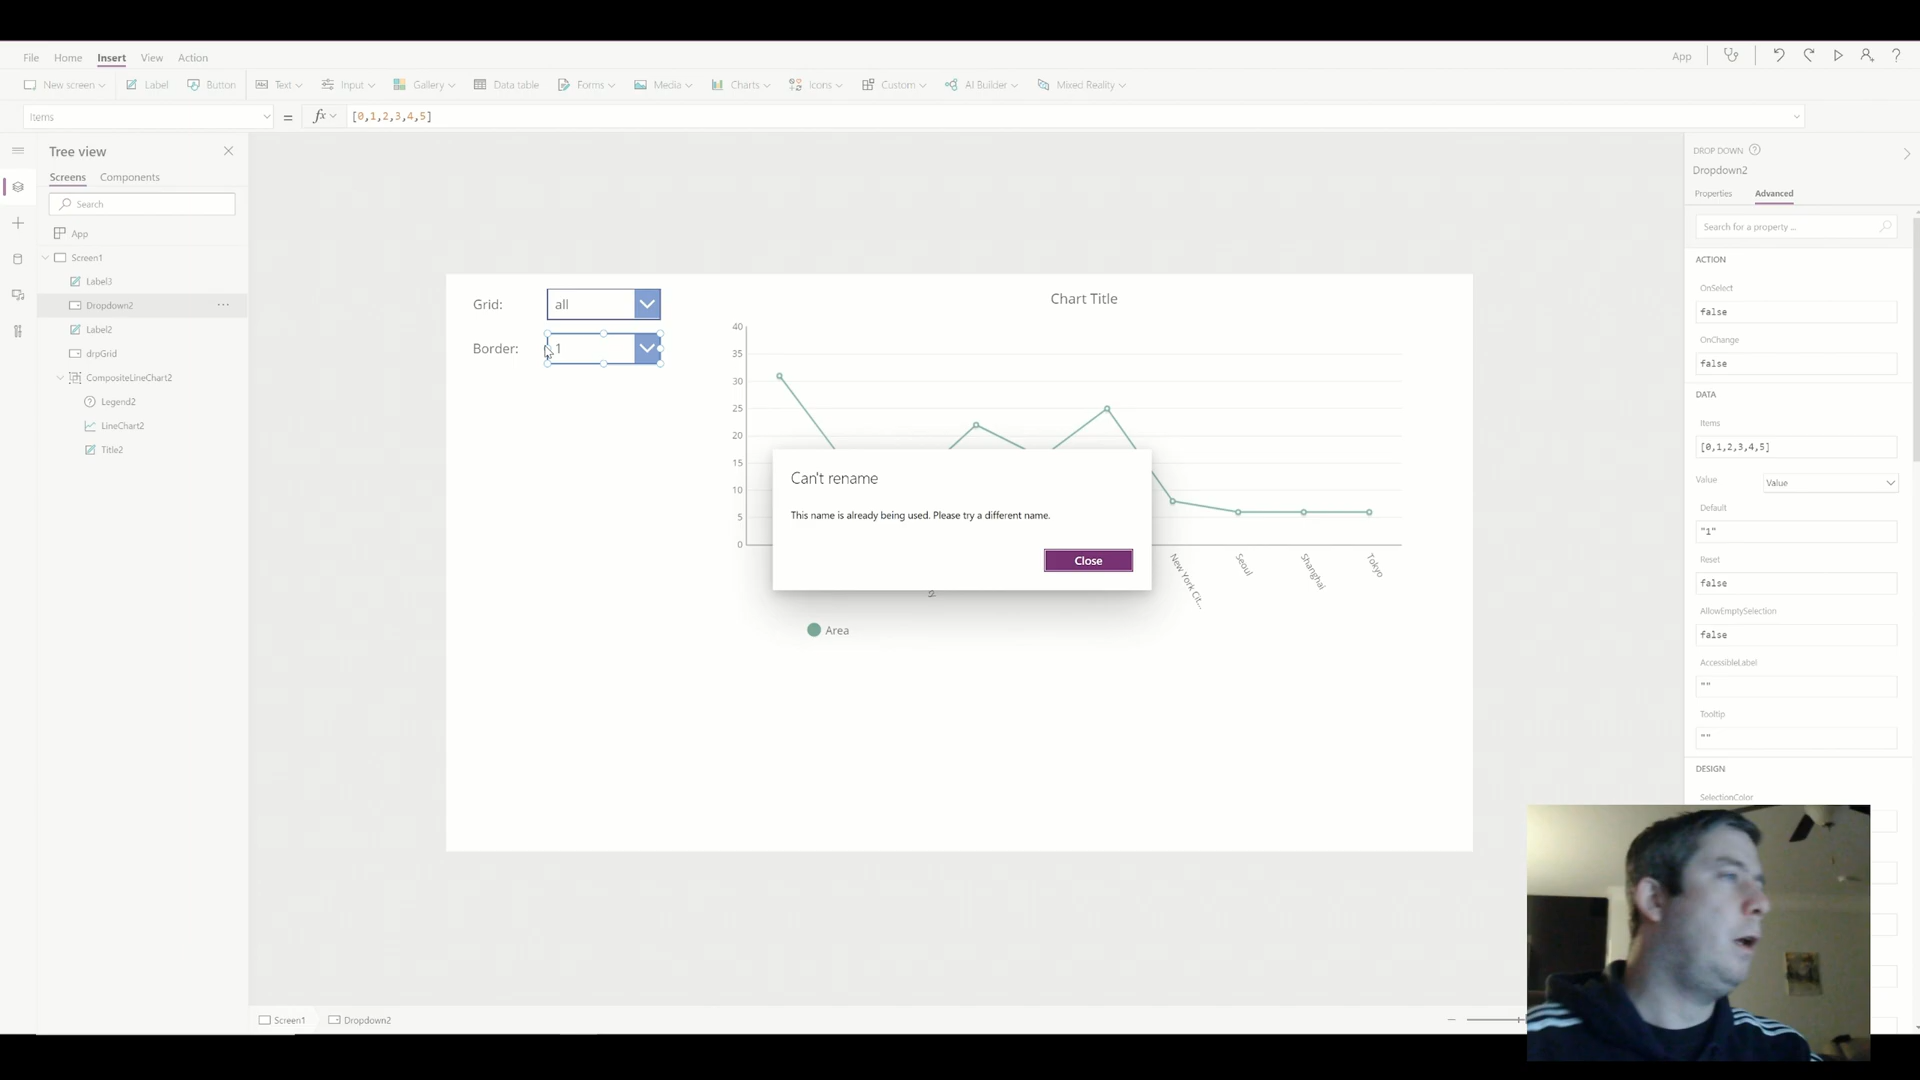 File Home Insert View Action App
New screen Label Button Text Input Gallery Data table Forms Media Charts Icons Custom AI Builder Mixed Reality
Items = fx [0,1,2,3,4,5]
Tree view
Screens Components
Search
App
Screen1
Label3
Dropdown2
Label2
drpGrid
CompositeLineChart2
Legend2
LineChart2
Title2
Grid: all
Border: 1
Chart Title
40
35
30
25
20
15
10
5
0
New York Cit...
Seoul
Shanghai
Tokyo
Area
Can't rename
This name is already being used. Please try a different name.
Close
DROP DOWN
Dropdown2
Properties Advanced
Search for a property ...
ACTION
OnSelect
false
OnChange
false
DATA
Items
[0,1,2,3,4,5]
Value Value
Default
"1"
Reset
false
AllowEmptySelection
false
AccessibleLabel
""
Tooltip
""
DESIGN
SelectionColor
Screen1 Dropdown2